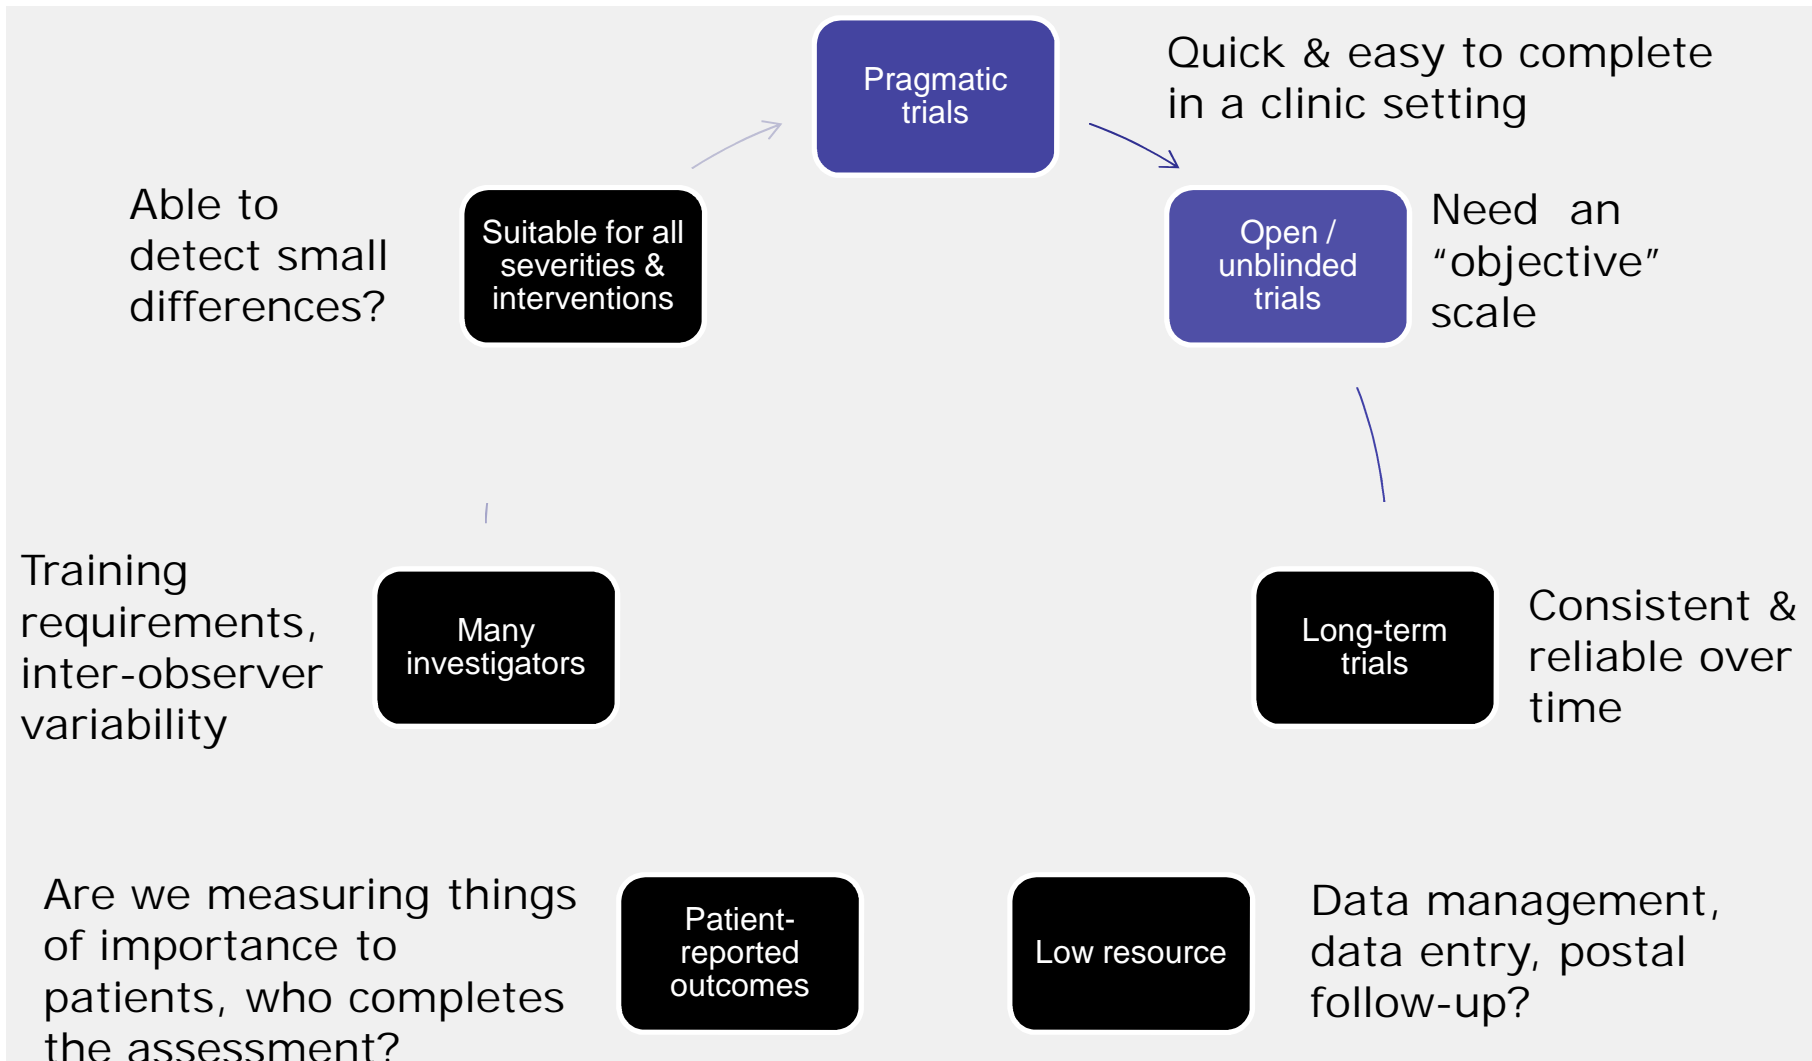 Pragmatic
trials
Quick & easy to complete
in a clinic setting
Open /
unblinded
trials
Need an
“objective”
scale
Long-term
trials
Consistent &
reliable over
time
Low resource
Data management,
data entry, postal
follow-up?
Patient-
reported
outcomes
Are we measuring things
of importance to
patients, who completes
the assessment?
Many
investigators
Training
requirements,
inter-observer
variability
Suitable for all
severities &
interventions
Able to
detect small
differences?